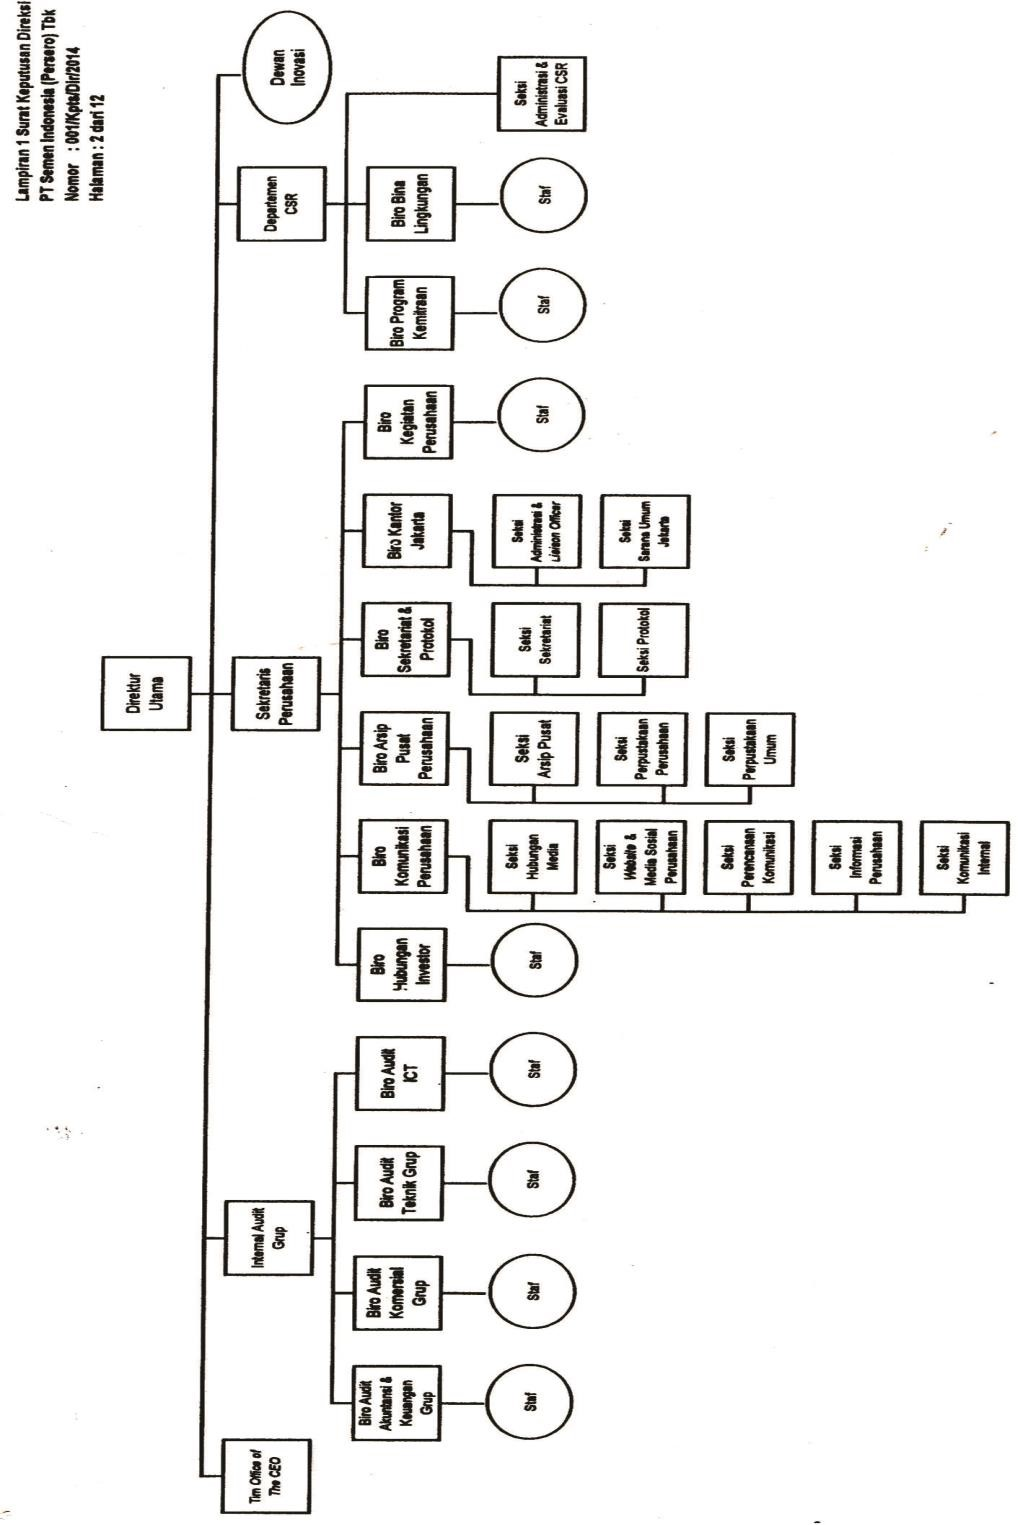 Lampiran 1 Surat Keputusan Direksi
PT Semen Indonesia (Persero) Tbk
Nomor : 001/Kpts/Dir/2014
Halaman : 2 dari 12
Direktur
Utama
Tim Office of
The CEO
Internal Audit
Grup
Sekretaris
Perusahaan
Departemen
CSR
Dewan
Inovasi
Biro Audit
Akuntansi &
Keuangan
Grup
Biro Audit
Komersial
Grup
Biro Audit
Teknik Grup
Biro Audit
ICT
Biro
Hubungan
Investor
Biro
Komunikasi
Perusahaan
Biro Arsip
Pusat
Perusahaan
Biro
Sekretariat &
Protokol
Biro Kantor
Jakarta
Biro
Kegiatan
Perusahaan
Biro Program
Kemitraan
Biro Bina
Lingkungan
Seksi
Administrasi &
Evaluasi CSR
Staf
Staf
Staf
Staf
Staf
Seksi
Hubungan
Media
Seksi
Arsip Pusat
Seksi
Sekretariat
Seksi
Administrasi &
Liarison Officer
Staf
Staf
Staf
Seksi
Website &
Media Sosial
Perusahaan
Seksi
Perpustakaan
Perusahaan
Seksi Protokol
Seksi
Sarana Umum
Jakarta
Seksi
Perencanaan
Komunikasi
Seksi
Perpustakaan
Umum
Seksi
Informasi
Perusahaan
Seksi
Komunikasi
Internal